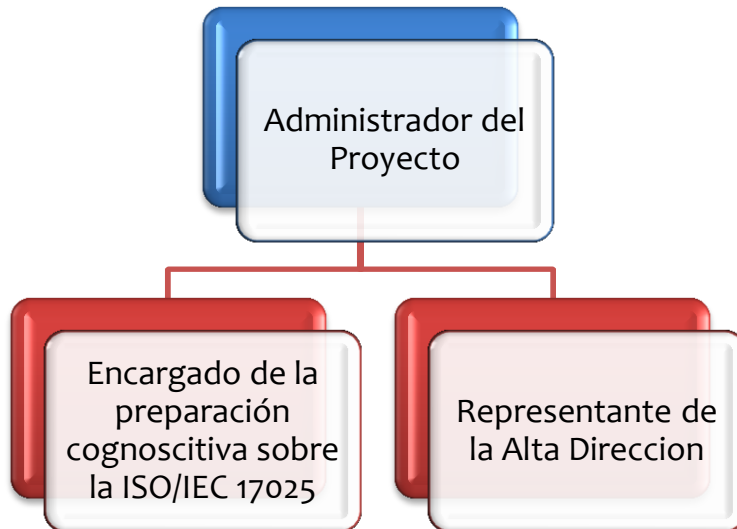 Administrador del
Proyecto
Encargado de la
preparación
cognoscitiva sobre
la ISO/IEC 17025
Representante de
la Alta Direccion